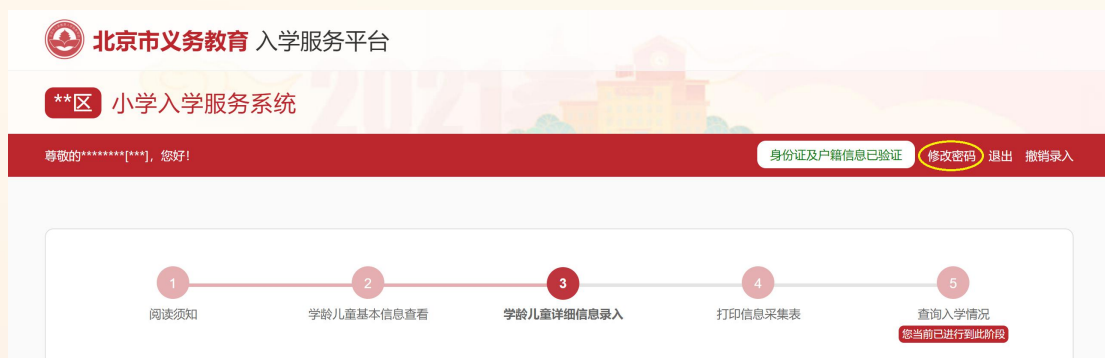 北京市义务教育 入学服务平台
**区 小学入学服务系统
2021
尊敬的********[***]，您好！ 身份证及户籍信息已验证 修改密码 退出 撤销录入
1 2 3 4 5
阅读须知 学龄儿童基本信息查看 学龄儿童详细信息录入 打印信息采集表 查询入学情况
您当前已进行到此阶段